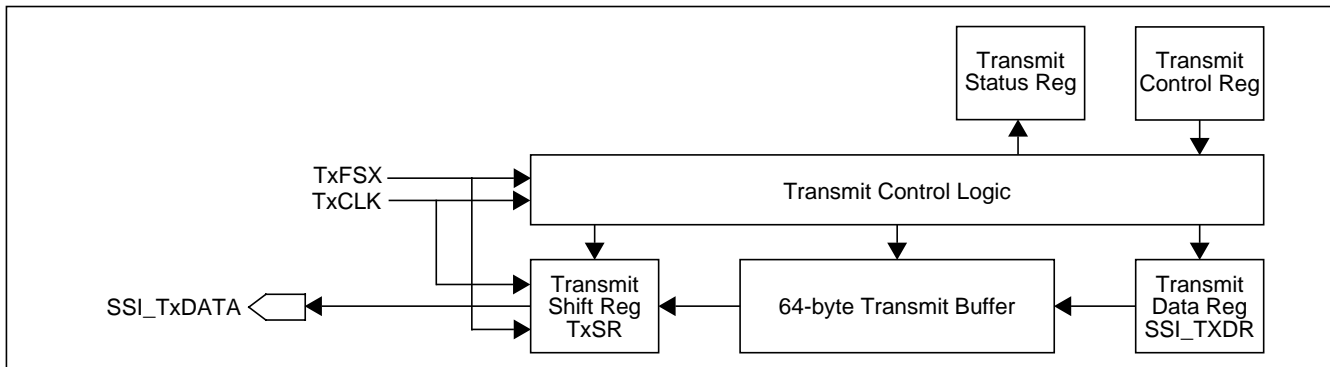 Transmit
Status Reg
Transmit
Control Reg
TxFSX
TxCLK
Transmit Control Logic
SSI_TxDATA
Transmit
Shift Reg
TxSR
64-byte Transmit Buffer
Transmit
Data Reg
SSI_TXDR